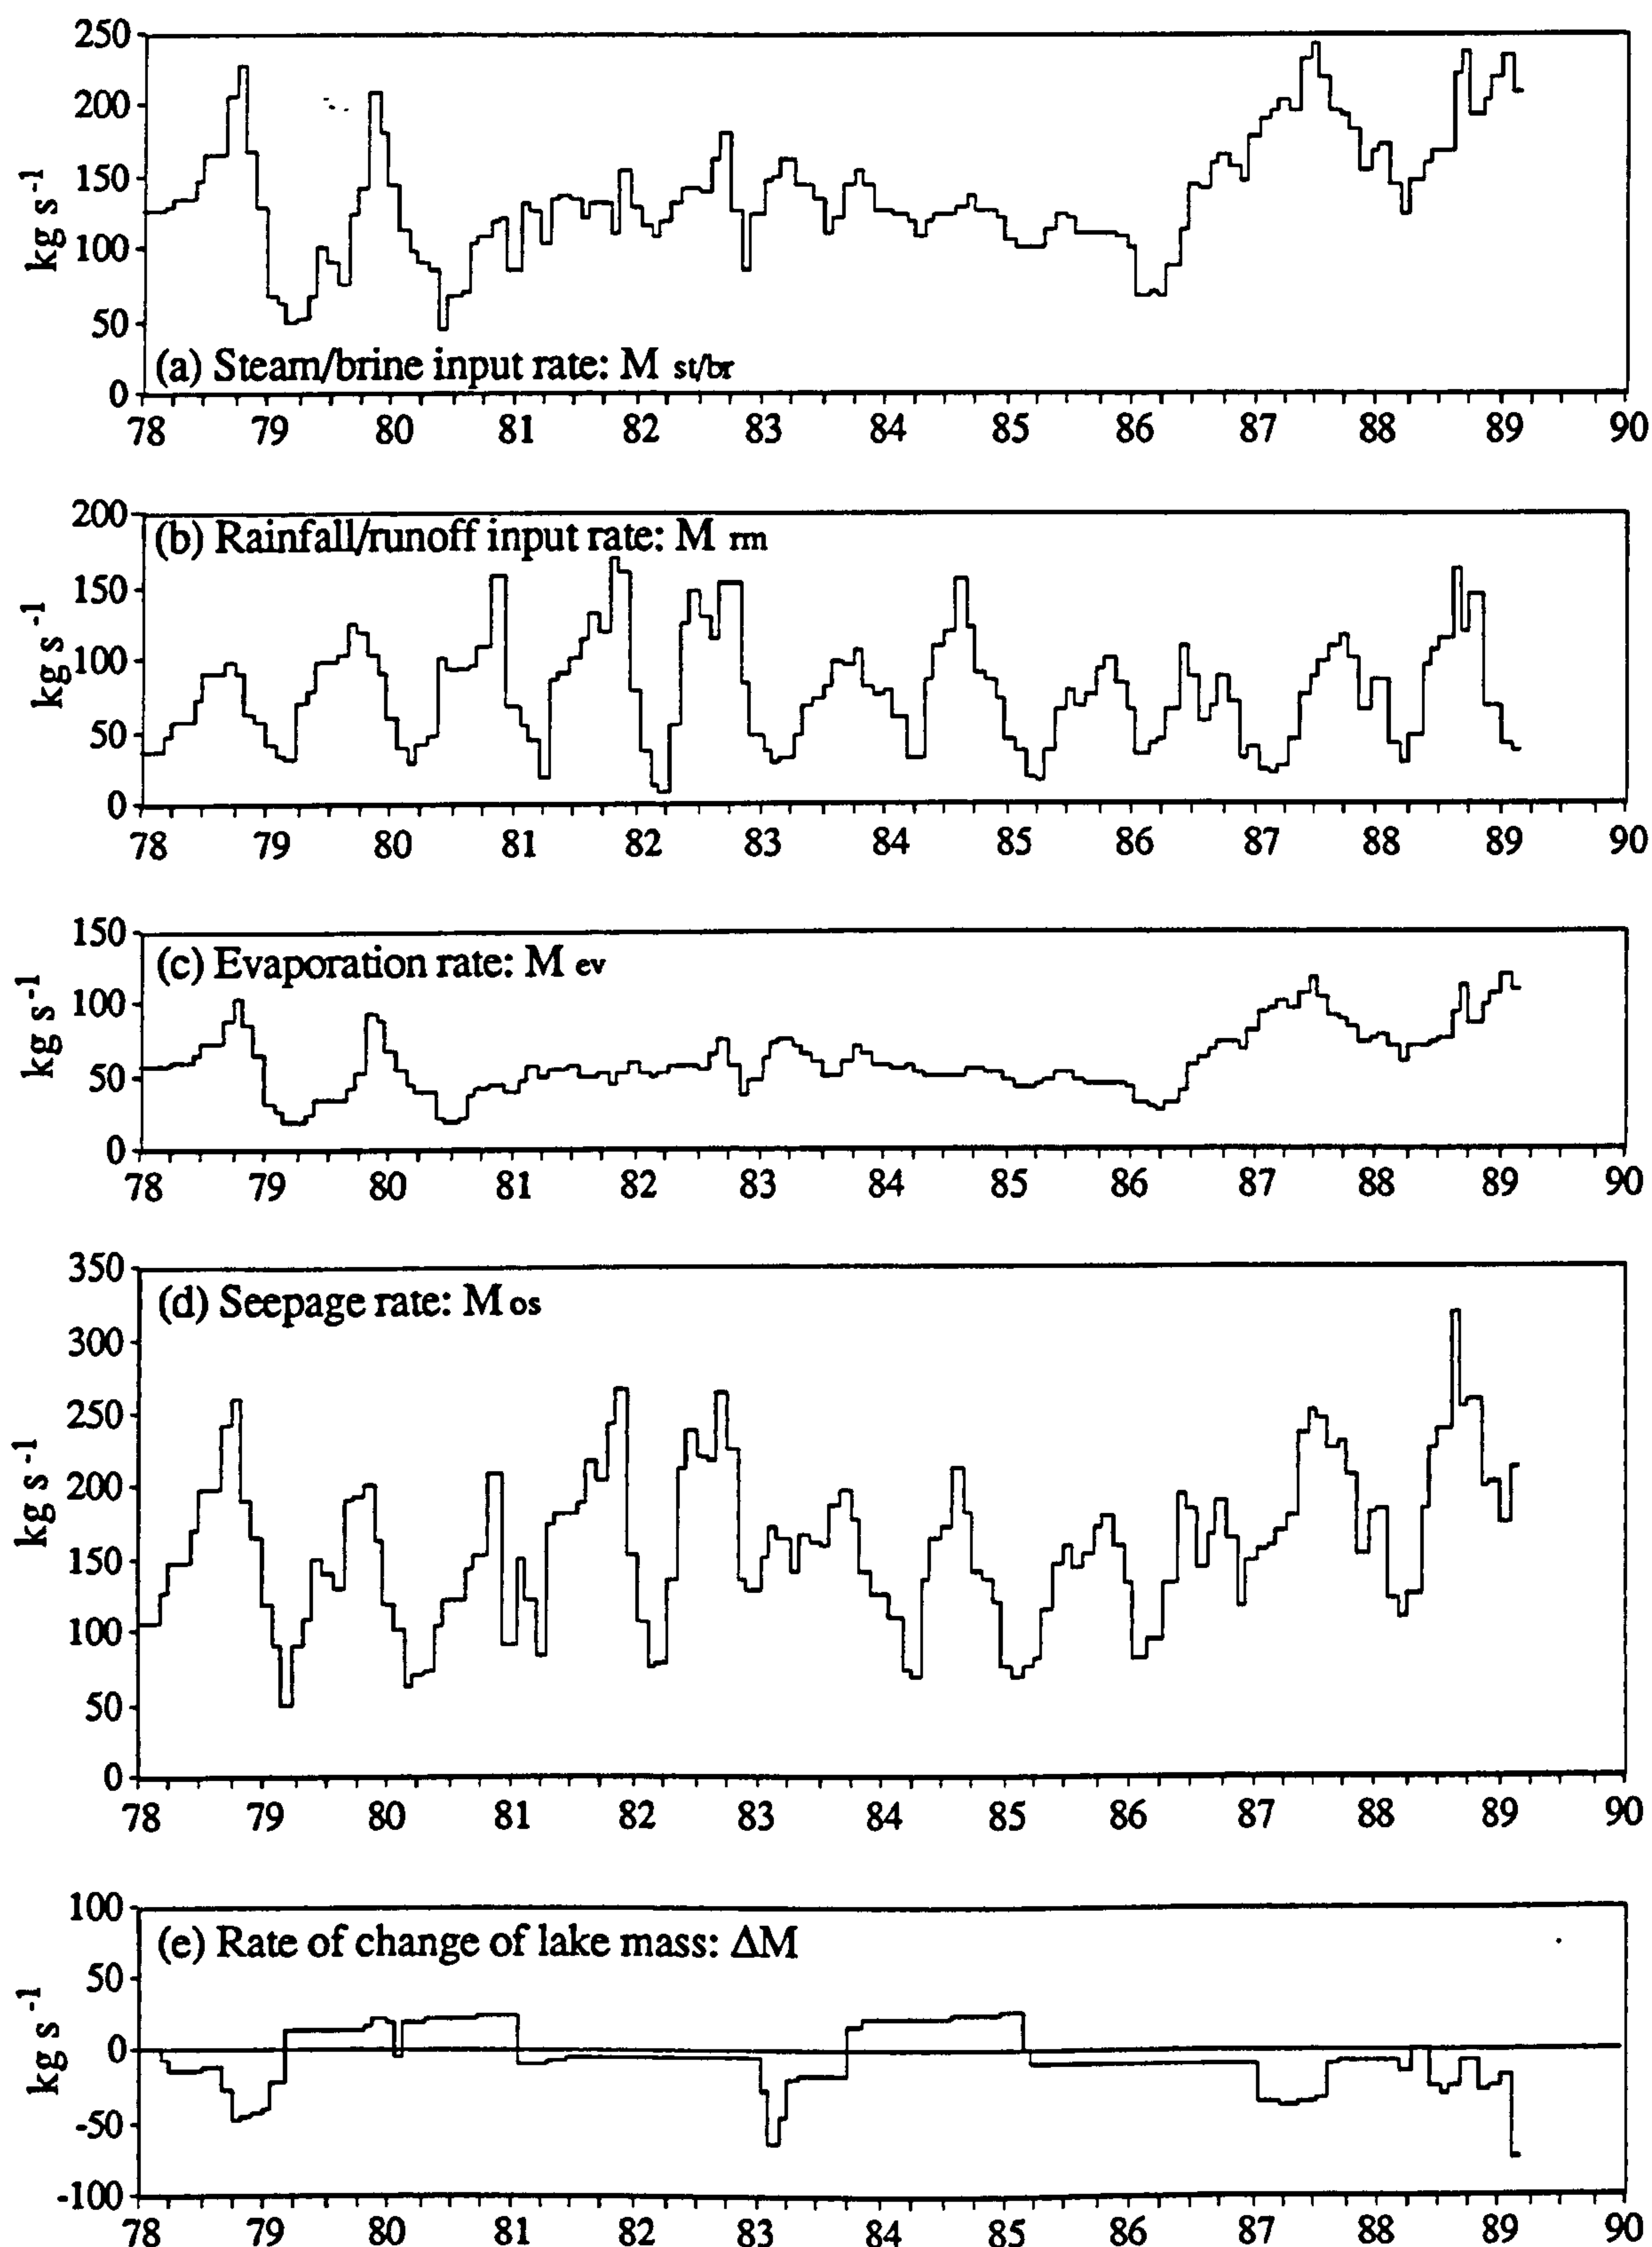 250
200
150
100
50
0
kg s -1
(a) Steam/brine input rate: M st/br
78 79 80 81 82 83 84 85 86 87 88 89 90
200
150
100
50
0
kg s -1
(b) Rainfall/runoff input rate: M rm
78 79 80 81 82 83 84 85 86 87 88 89 90
150
100
50
0
kg s -1
(c) Evaporation rate: M ev
78 79 80 81 82 83 84 85 86 87 88 89 90
350
300
250
200
150
100
50
0
kg s -1
(d) Seepage rate: M os
78 79 80 81 82 83 84 85 86 87 88 89 90
100
50
0
-50
-100
kg s -1
(e) Rate of change of lake mass: ΔM
78 79 80 81 82 83 84 85 86 87 88 89 90